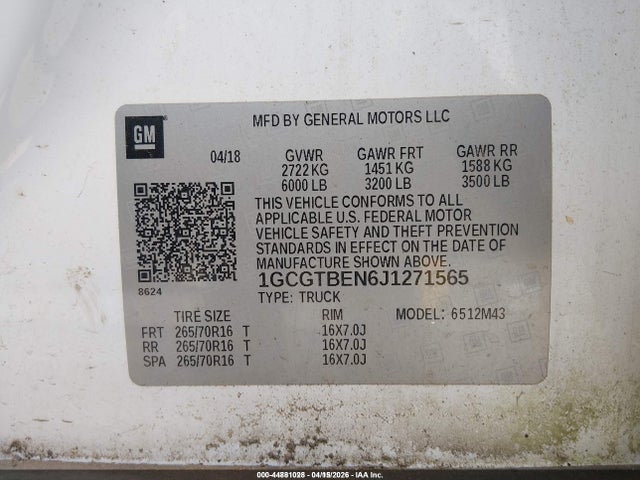 GM
MFD BY GENERAL MOTORS LLC
04/18 GVWR GAWR FRT GAWR RR
2722 KG 1451 KG 1588 KG
6000 LB 3200 LB 3500 LB
THIS VEHICLE CONFORMS TO ALL
APPLICABLE U.S. FEDERAL MOTOR
VEHICLE SAFETY AND THEFT PREVENTION
STANDARDS IN EFFECT ON THE DATE OF
MANUFACTURE SHOWN ABOVE.
8624 1GCGTBEN6J1271565
TYPE: TRUCK
TIRE SIZE RIM MODEL: 6512M43
FRT 265/70R16 T 16X7.0J
RR 265/70R16 T 16X7.0J
SPA 265/70R16 T 16X7.0J
000-44881028 - 04/15/2026 - IAA Inc.